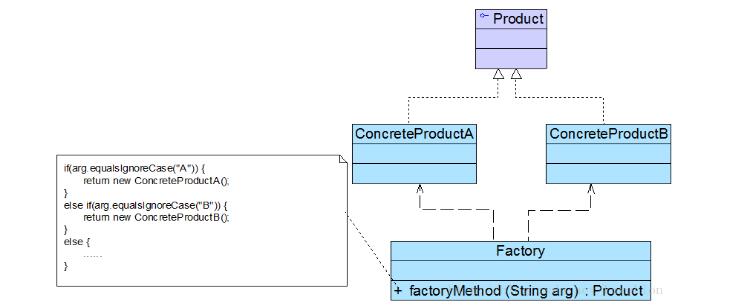 Product
ConcreteProductA
ConcreteProductB
if(arg.equalsIgnoreCase("A")) {
return new ConcreteProductA();
}
else if(arg.equalsIgnoreCase("B")) {
return new ConcreteProductB();
}
else {
......
}
Factory
+ factoryMethod (String arg) : Product